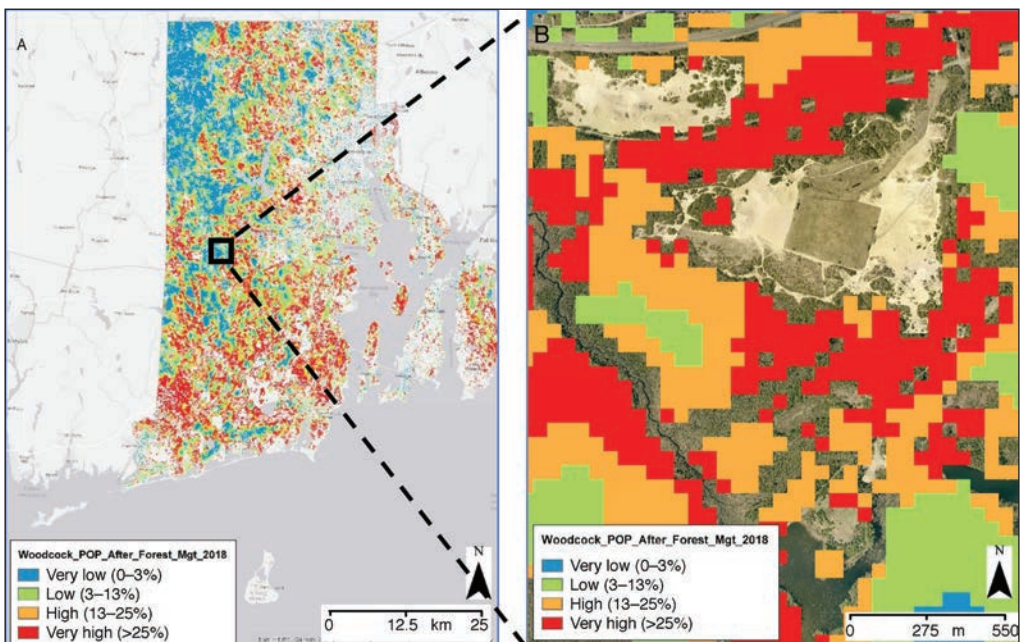 A
B
Woodcock_POP_After_Forest_Mgt_2018
Very low (0–3%)
Low (3–13%)
High (13–25%)
Very high (>25%)
N
0 12.5 km 25
Woodcock_POP_After_Forest_Mgt_2018
Very low (0–3%)
Low (3–13%)
High (13–25%)
Very high (>25%)
N
0 275 m 550